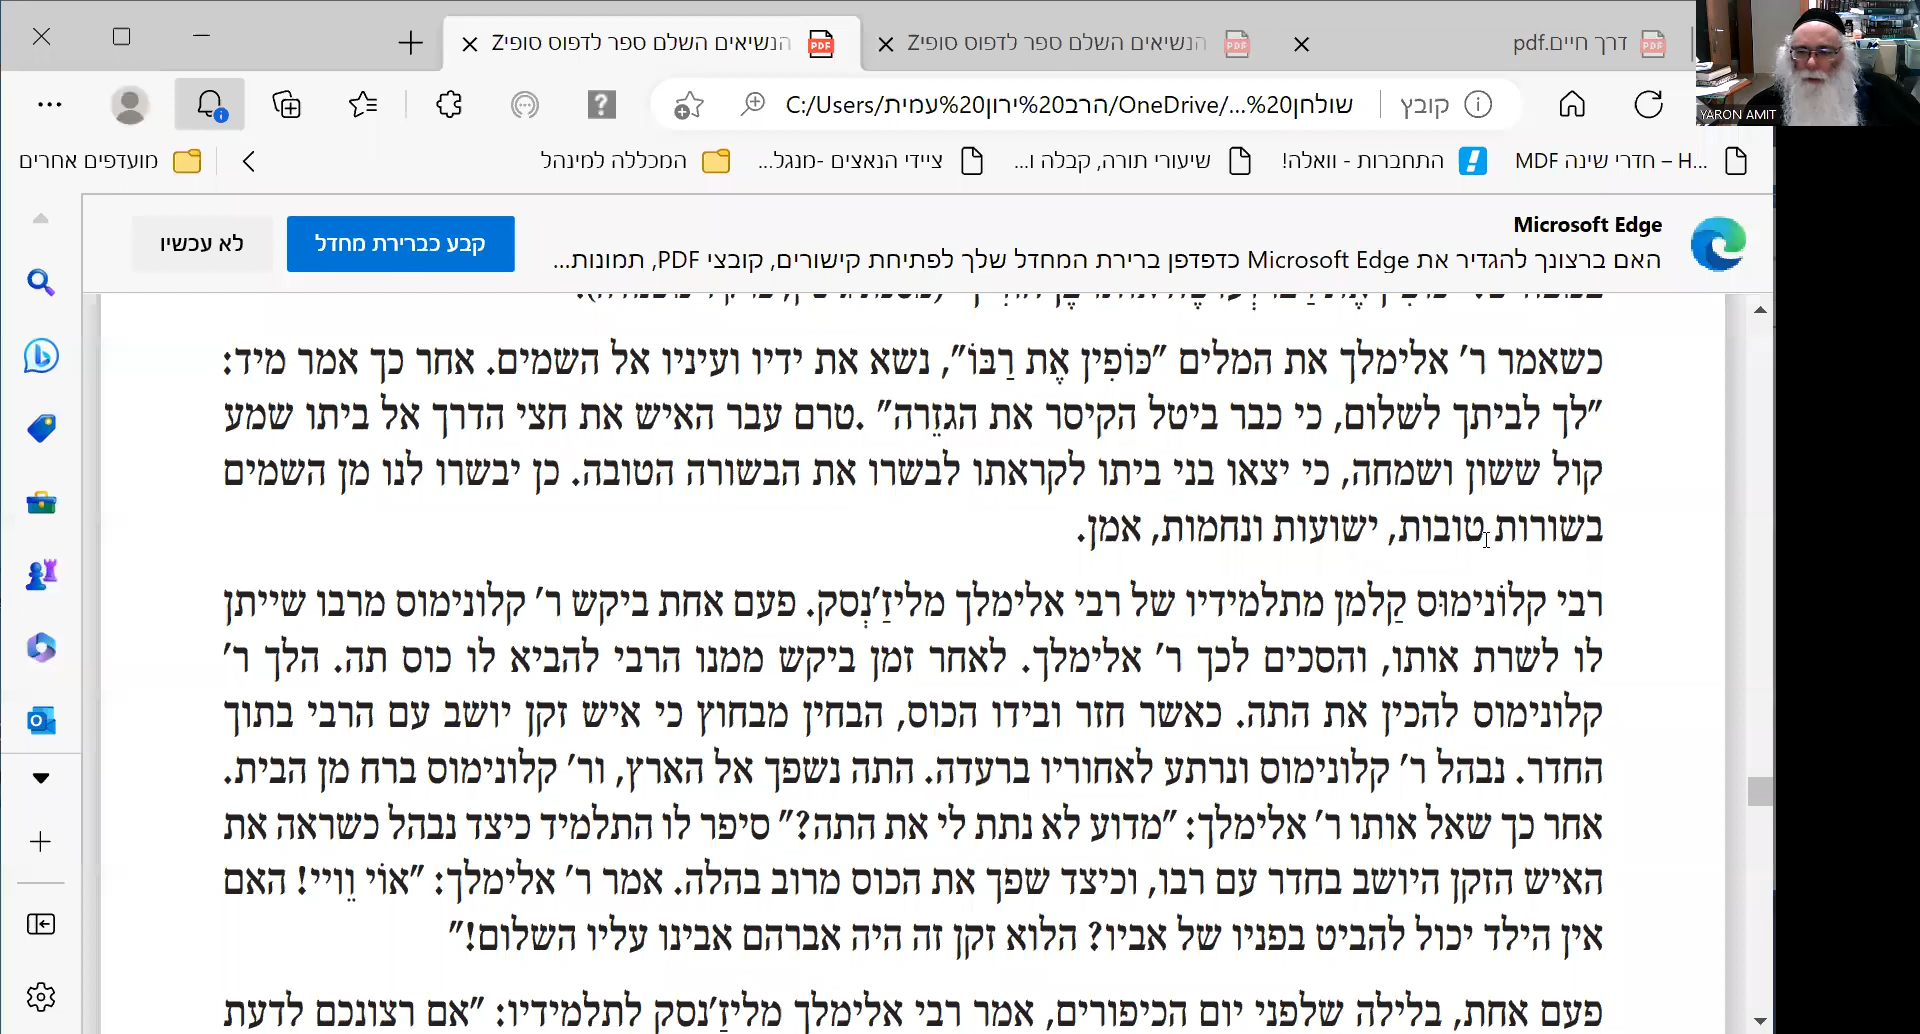 הנשיאים השלם ספר לדפוס סופיZ
הנשיאים השלם ספר לדפוס סופיZ
דרך חיים.pdf
YARON AMIT
קובץ
C:/Users/הרב%20ירון%20עמית/OneDrive/שולחן%20...
H... – חדרי שינה MDF
התחברות - וואלה!
שיעורי תורה, קבלה ו...
ציידי הנאצים -מנגל...
המכללה למינהל
מועדפים אחרים
Microsoft Edge
האם ברצונך להגדיר את Microsoft Edge כדפדפן ברירת המחדל שלך לפתיחת קישורים, קובצי PDF, תמונות...
קבע כברירת מחדל
לא עכשיו
כשאמר ר' אלימלך את המלים "כּוֹפִין אֶת רַבּוֹ", נשא את ידיו ועיניו אל השמים. אחר כך אמר מיד:
"לך לביתך לשלום, כי כבר ביטל הקיסר את הגזֵרה". טרם עבר האיש את חצי הדרך אל ביתו שמע
קול ששון ושמחה, כי יצאו בני ביתו לקראתו לבשרו את הבשורה הטובה. כן יבשרו לנו מן השמים
בשורות טובות, ישועות ונחמות, אמן.
רבי קלוֹנימוּס קַלמן מתלמידיו של רבי אלימלך מליזַ'נְסק. פעם אחת ביקש ר' קלונימוס מרבו שייתן
לו לשרת אותו, והסכים לכך ר' אלימלך. לאחר זמן ביקש ממנו הרבי להביא לו כוס תה. הלך ר'
קלונימוס להכין את התה. כאשר חזר ובידו הכוס, הבחין מבחוץ כי איש זקן יושב עם הרבי בתוך
החדר. נבהל ר' קלונימוס ונרתע לאחוריו ברעדה. התה נשפך אל הארץ, ור' קלונימוס ברח מן הבית.
אחר כך שאל אותו ר' אלימלך: "מדוע לא נתת לי את התה?" סיפר לו התלמיד כיצד נבהל כשראה את
האיש הזקן היושב בחדר עם רבו, וכיצד שפך את הכוס מרוב בהלה. אמר ר' אלימלך: "אוֹי וֵויי! האם
אין הילד יכול להביט בפניו של אביו? הלוא זקן זה היה אברהם אבינו עליו השלום!"
פעם אחת, בלילה שלפני יום הכיפורים, אמר רבי אלימלך מליזַ'נסק לתלמידיו: "אם רצונכם לדעת